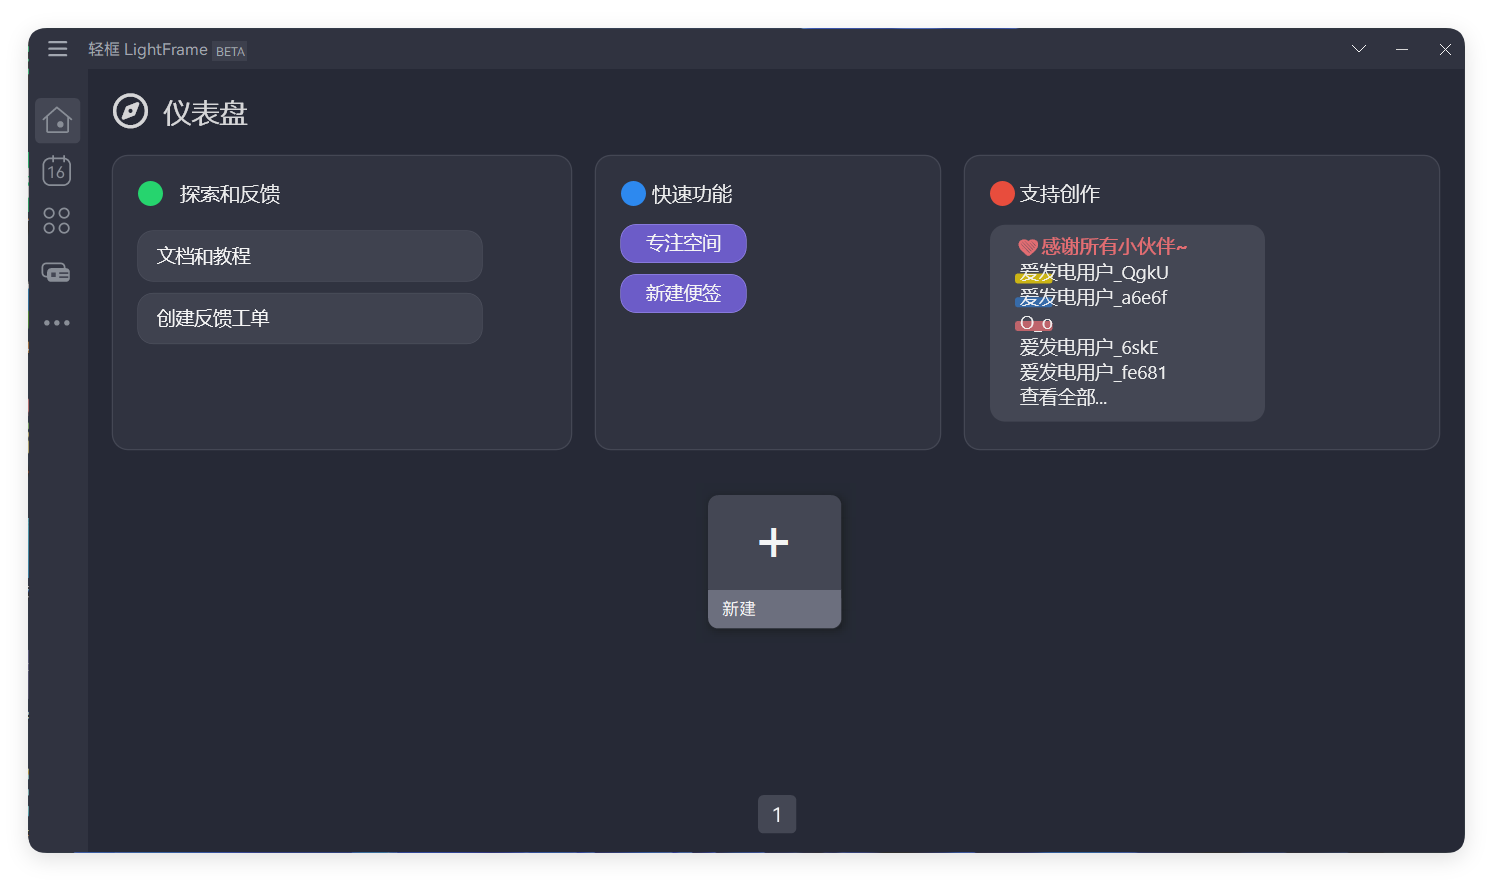 轻框 LightFrame BETA
16
仪表盘
探索和反馈
文档和教程
创建反馈工单
快速功能
专注空间
新建便签
支持创作
感谢所有小伙伴~
爱发电用户_QgkU
爱发电用户_a6e6f
O_o
爱发电用户_6skE
爱发电用户_fe681
查看全部...
新建
1